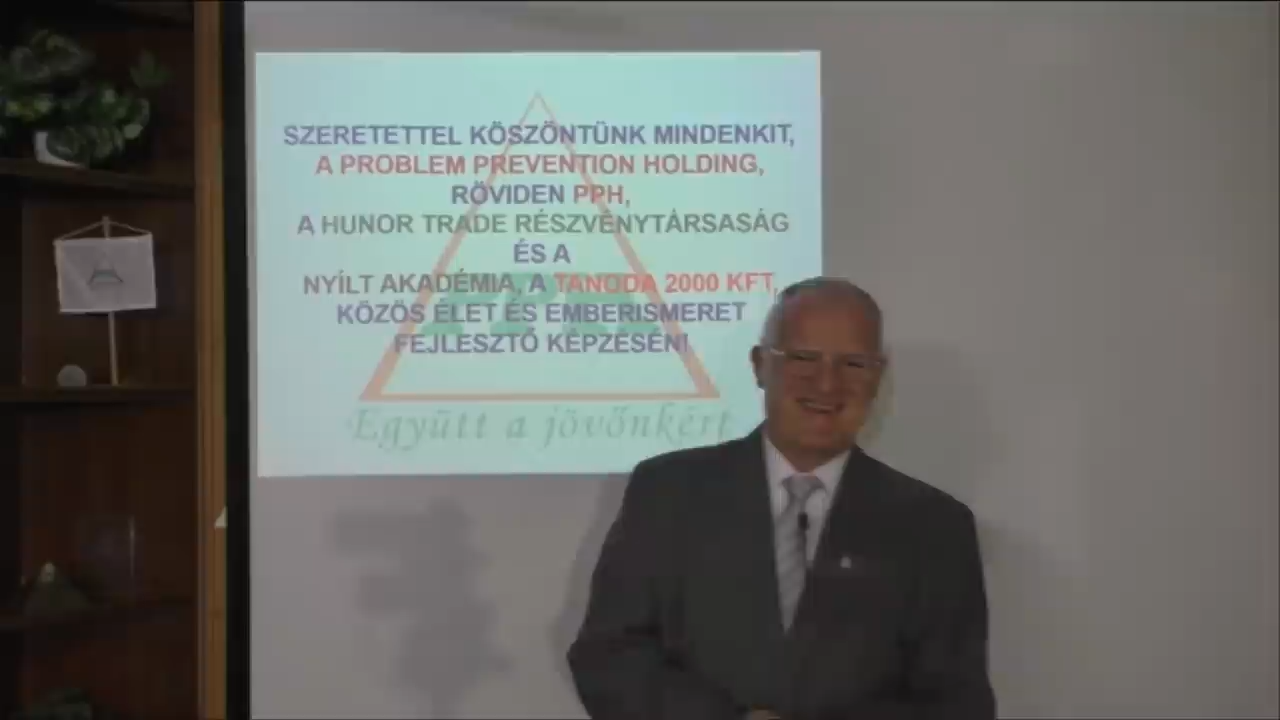 SZERETETTEL KÖSZÖNTÜNK MINDENKIT,
A PROBLEM PREVENTION HOLDING,
RÖVIDEN PPH,
A HUNOR TRADE RÉSZVÉNYTÁRSASÁG
ÉS A
NYÍLT AKADÉMIA, A TANODA 2000 KFT,
KÖZÖS ÉLET ÉS EMBERISMERET
FEJLESZTŐ KÉPZÉSÉN!
PPH
Együtt a jövőnkért